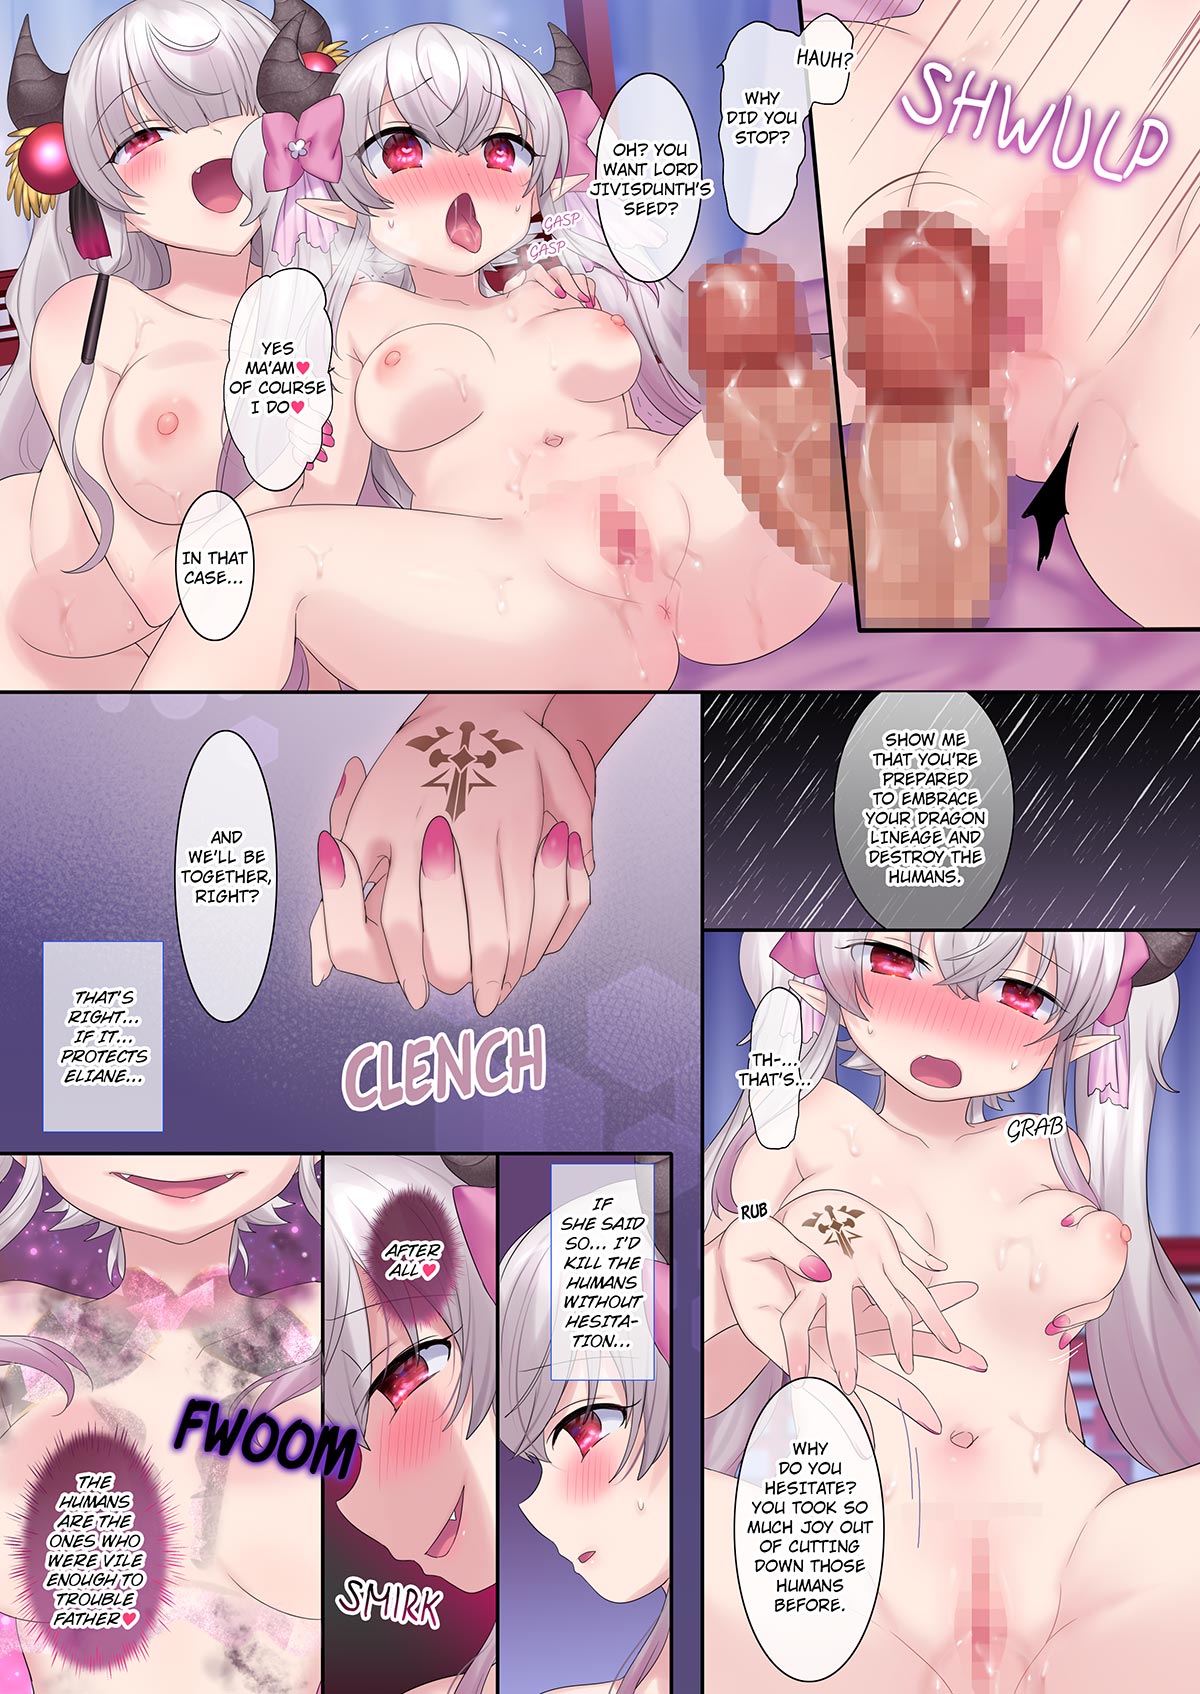 HAUH?
SHWULP
WHY
DID YOU
STOP?
OH? YOU
WANT LORD
JIVISDUNTH'S
SEED?
GASP
GASP
YES
MA'AM♥
OF COURSE
I DO♥
IN THAT
CASE...
SHOW ME
THAT YOU'RE
PREPARED
TO EMBRACE
YOUR DRAGON
LINEAGE AND
DESTROY THE
HUMANS.
TH-...
THAT'S...
GRAB
RUB
WHY
DO YOU
HESITATE?
YOU TOOK SO
MUCH JOY OUT
OF CUTTING
DOWN THOSE
HUMANS
BEFORE.
AND
WE'LL BE
TOGETHER,
RIGHT?
CLENCH
THAT'S
RIGHT...
IF IT...
PROTECTS
ELIANE...
IF
SHE SAID
SO... I'D
KILL THE
HUMANS
WITHOUT
HESITA-
TION...
AFTER
ALL♥
SMIRK
FWOOM
THE
HUMANS
ARE THE
ONES WHO
WERE VILE
ENOUGH TO
TROUBLE
FATHER♥